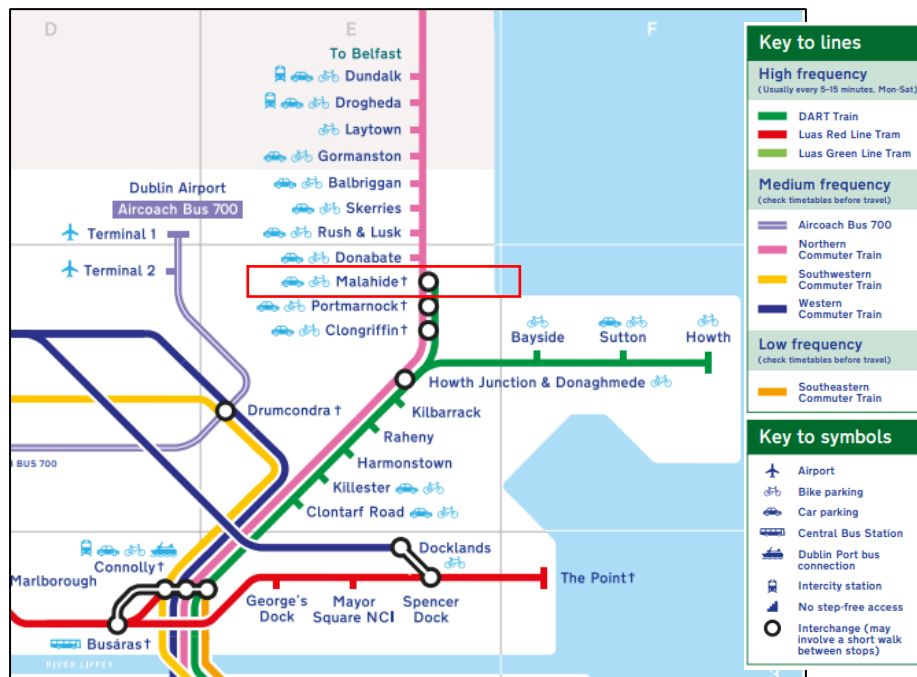 D
E
F
To Belfast
Dundalk
Drogheda
Laytown
Gormanston
Balbriggan
Skerries
Rush & Lusk
Donabate
Malahide†
Portmarnock†
Clongriffin†
Dublin Airport
Aircoach Bus 700
Terminal 1
Terminal 2
Bayside
Sutton
Howth
Howth Junction & Donaghmede
Drumcondra †
Kilbarrack
Raheny
Harmonstown
Killester
Clontarf Road
H BUS 700
Connolly†
Docklands
Marlborough
The Point†
George's
Dock
Mayor
Square NCI
Spencer
Dock
Busáras†
RIVER LIFFEY
Key to lines
High frequency
(Usually every 5-15 minutes, Mon-Sat)
DART Train
Luas Red Line Tram
Luas Green Line Tram
Medium frequency
(check timetables before travel)
Aircoach Bus 700
Northern
Commuter Train
Southwestern
Commuter Train
Western
Commuter Train
Low frequency
(check timetables before travel)
Southeastern
Commuter Train
Key to symbols
Airport
Bike parking
Car parking
Central Bus Station
Dublin Port bus
connection
Intercity station
No step-free access
Interchange (may
involve a short walk
between stops)